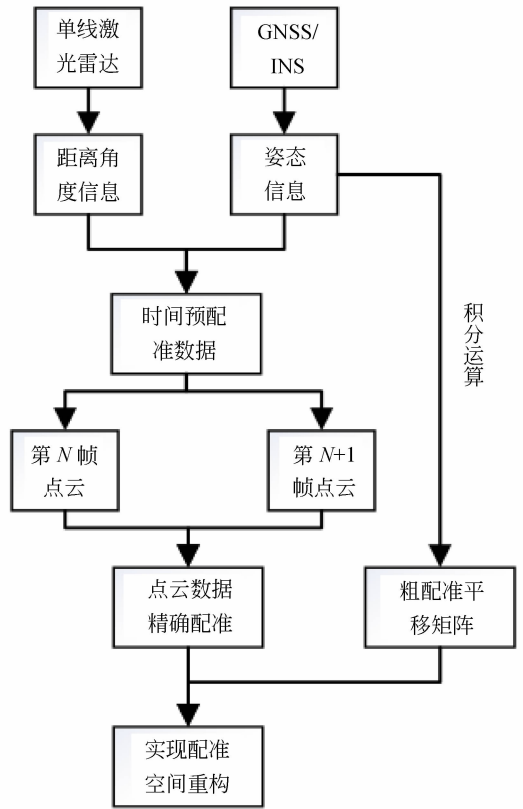 单线激
光雷达
GNSS/
INS
距离角
度信息
姿态
信息
时间预配
准数据
积分运算
第 N 帧
点云
第 N+1
帧点云
点云数据
精确配准
粗配准平
移矩阵
实现配准
空间重构